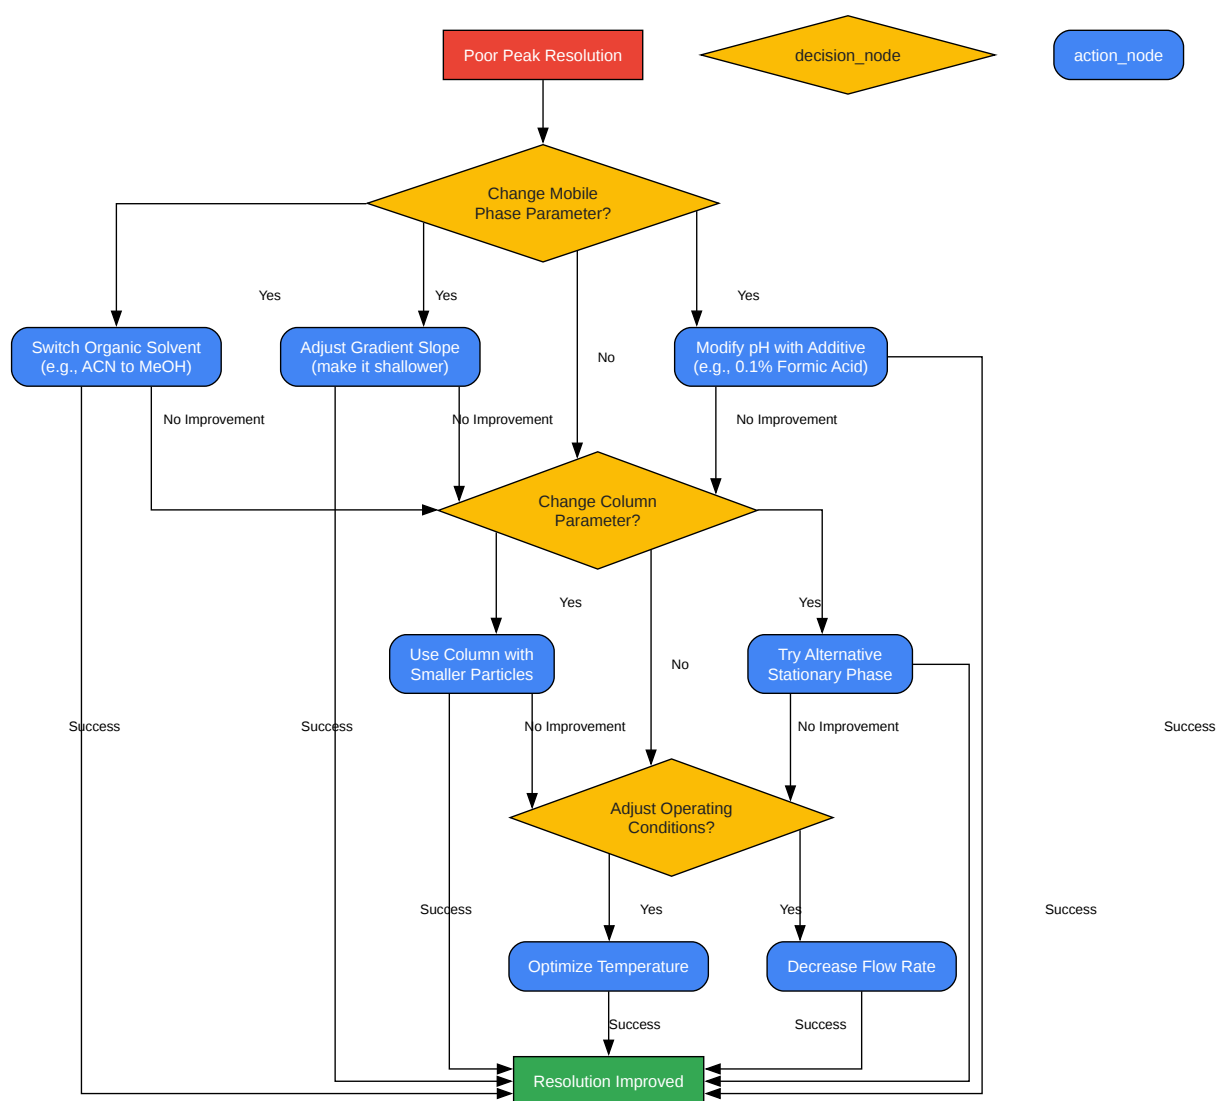 Poor Peak Resolution
decision_node
action_node
Change Mobile
Phase Parameter?
Yes
Yes
Yes
Switch Organic Solvent
(e.g., ACN to MeOH)
Adjust Gradient Slope
(make it shallower)
No
Modify pH with Additive
(e.g., 0.1% Formic Acid)
No Improvement
No Improvement
No Improvement
Change Column
Parameter?
Yes
Yes
Use Column with
Smaller Particles
No
Try Alternative
Stationary Phase
Success
Success
No Improvement
No Improvement
Success
Adjust Operating
Conditions?
Success
Yes
Yes
Success
Optimize Temperature
Decrease Flow Rate
Success
Success
Resolution Improved